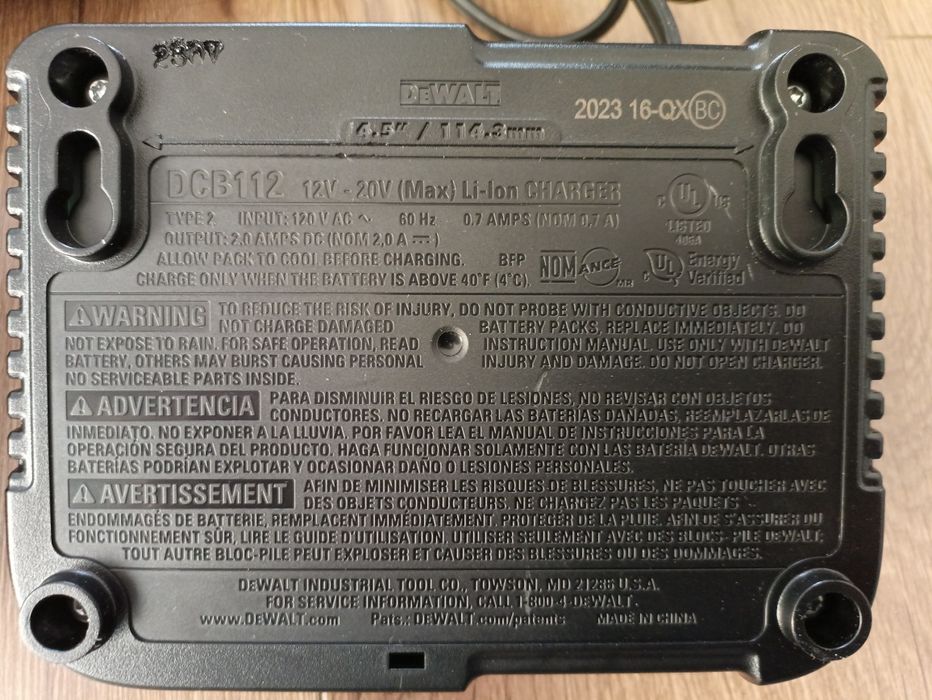 DEWALT
2023 16-QX BC
4.5" / 114.3mm
DCB112 12V - 20V (Max) Li-Ion CHARGER
TYPE 2 INPUT: 120 V AC ~ 60 Hz - 0.7 AMPS (NOM 0,7 A)
OUTPUT: 2.0 AMPS DC (NOM 2,0 A ⎓)
ALLOW PACK TO COOL BEFORE CHARGING. BFP
CHARGE ONLY WHEN THE BATTERY IS ABOVE 40°F (4°C).
NOM ANCE MR
C UL US
LISTED
C UL Energy
Verified
⚠WARNING TO REDUCE THE RISK OF INJURY, DO NOT PROBE WITH CONDUCTIVE OBJECTS. DO
NOT CHARGE DAMAGED BATTERY PACKS, REPLACE IMMEDIATELY. DO
NOT EXPOSE TO RAIN. FOR SAFE OPERATION, READ INSTRUCTION MANUAL. USE ONLY WITH DEWALT
BATTERY, OTHERS MAY BURST CAUSING PERSONAL INJURY AND DAMAGE. DO NOT OPEN CHARGER.
NO SERVICEABLE PARTS INSIDE.
⚠ ADVERTENCIA PARA DISMINUIR EL RIESGO DE LESIONES, NO REVISAR CON OBJETOS
CONDUCTORES. NO RECARGAR LAS BATERIAS DAÑADAS, REEMPLAZARLAS DE
INMEDIATO. NO EXPONER A LA LLUVIA. POR FAVOR LEA EL MANUAL DE INSTRUCCIONES PARA LA
OPERACIÓN SEGURA DEL PRODUCTO. HAGA FUNCIONAR SOLAMENTE CON LAS BATERIA DEWALT. OTRAS
BATERÍAS PODRÍAN EXPLOTAR Y OCASIONAR DAÑO O LESIONES PERSONALES.
⚠ AVERTISSEMENT AFIN DE MINIMISER LES RISQUES DE BLESSURES, NE PAS TOUCHER AVEC
DES OBJETS CONDUCTEURS. NE CHARGEZ PAS LES PAQUETS
ENDOMMAGÉS DE BATTERIE, REMPLACENT IMMÉDIATEMENT. PROTEGER DE LA PLUIE. AFIN DE S'ASSURES DU
FONCTIONNEMENT SÛR, LIRE LE GUIDE D'UTILISATION. UTILISER SEULEMENT AVEC DES BLOCS - PILE DEWALT;
TOUT AUTRE BLOC-PILE PEUT EXPLOSER ET CAUSER DES BLESSURES OU DES DOMMAGES.
DEWALT INDUSTRIAL TOOL CO., TOWSON, MD 21286 U.S.A.
FOR SERVICE INFORMATION, CALL 1-800-4-DEWALT.
www.DEWALT.com Pats.: DEWALT.com/patents MADE IN CHINA